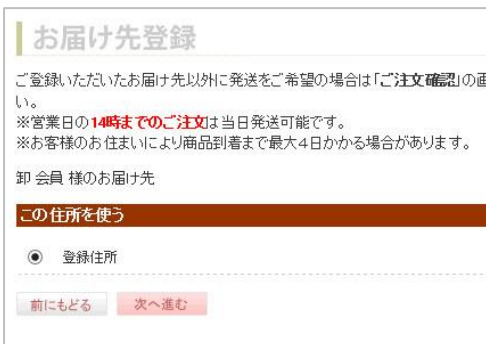 お届け先登録
ご登録いただいたお届け先以外に発送をご希望の場合は「ご注文確認」の画
い。
※営業日の14時までのご注文は当日発送可能です。
※お客様のお住まいにより商品到着まで最大4日かかる場合があります。
卸 会員 様のお届け先
この住所を使う
登録住所
前にもどる 次へ進む